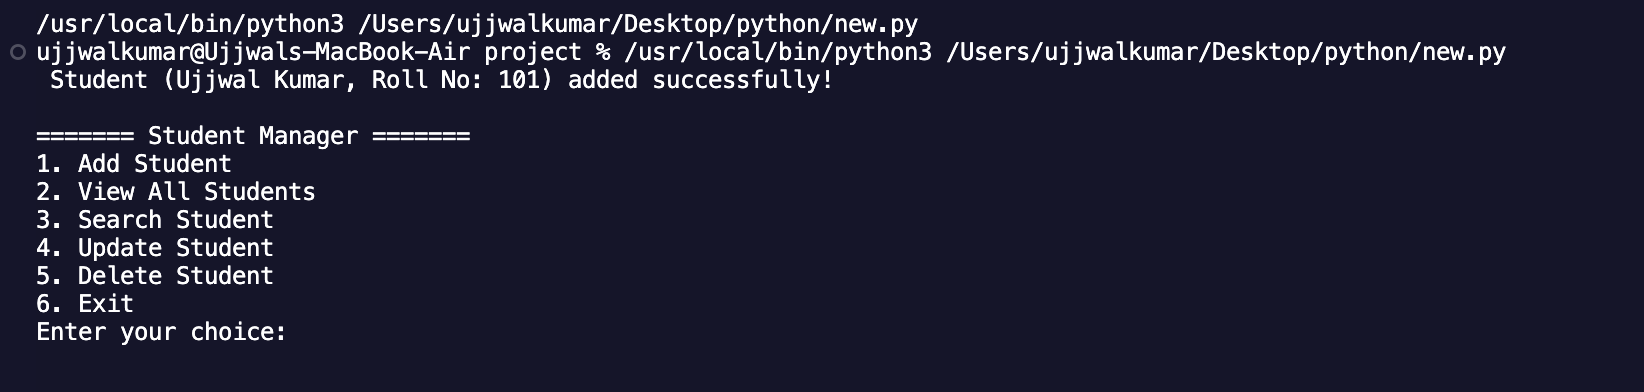 /usr/local/bin/python3 /Users/ujjwalkumar/Desktop/python/new.py
ujjwalkumar@Ujjwals-MacBook-Air project % /usr/local/bin/python3 /Users/ujjwalkumar/Desktop/python/new.py
Student (Ujjwal Kumar, Roll No: 101) added successfully!
======= Student Manager =======
1. Add Student
2. View All Students
3. Search Student
4. Update Student
5. Delete Student
6. Exit
Enter your choice: